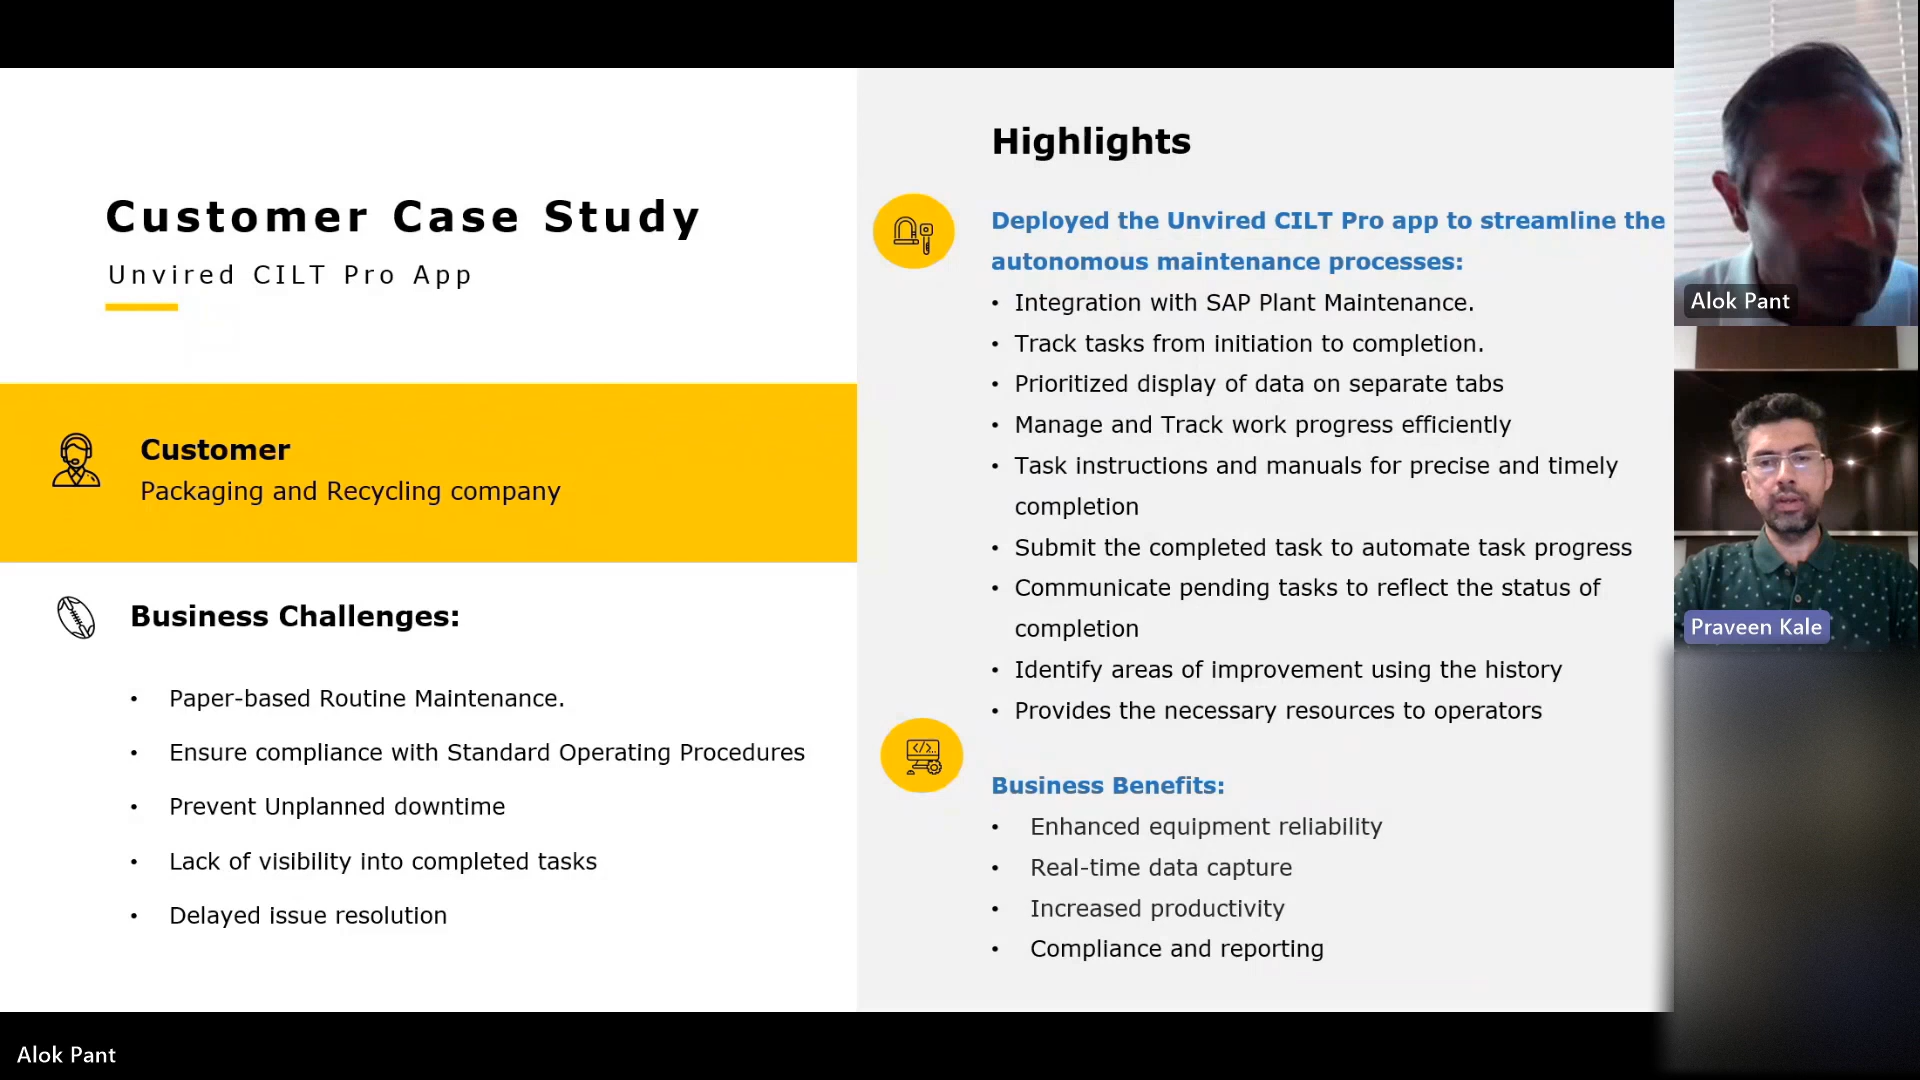 Customer Case Study
Unvired CILT Pro App
Customer
Packaging and Recycling company
Business Challenges:
• Paper-based Routine Maintenance.
• Ensure compliance with Standard Operating Procedures
• Prevent Unplanned downtime
• Lack of visibility into completed tasks
• Delayed issue resolution
Highlights
Deployed the Unvired CILT Pro app to streamline the
autonomous maintenance processes:
• Integration with SAP Plant Maintenance.
• Track tasks from initiation to completion.
• Prioritized display of data on separate tabs
• Manage and Track work progress efficiently
• Task instructions and manuals for precise and timely
completion
• Submit the completed task to automate task progress
• Communicate pending tasks to reflect the status of
completion
• Identify areas of improvement using the history
• Provides the necessary resources to operators
</>
Business Benefits:
• Enhanced equipment reliability
• Real-time data capture
• Increased productivity
• Compliance and reporting
Alok Pant
Praveen Kale
Alok Pant